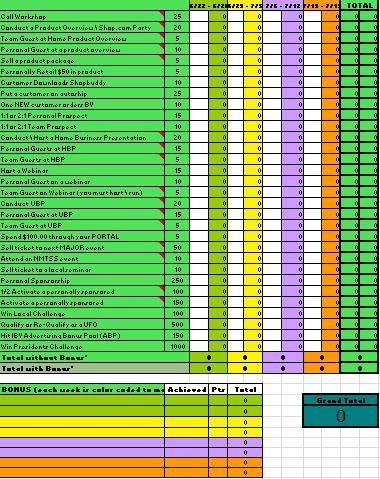 6/22 - 6/2 6/29 - 7/5 7/6 - 7/12 7/13 - 7/19 TOTAL
Call Workshop 25 0 0 0 0 0 0
Conduct a Product Overview \ Shop.com Party 20 0 0 0 0 0 0
Team Guest at Home Product Overview 5 0 0 0 0 0 0
Personal Guest at a product overview 10 0 0 0 0 0 0
Sell a product package 5 0 0 0 0 0 0
Personally Retail $50 in product 5 0 0 0 0 0 0
Customer Downloads Shopbuddy 10 0 0 0 0 0 0
Put a customer on autoship 25 0 0 0 0 0 0
One NEW customer orders BV 10 0 0 0 0 0 0
1:1 or 2:1 Personal Prospect 15 0 0 0 0 0 0
1:1 or 2:1 Team Prospect 10 0 0 0 0 0 0
Conduct \ Host a Home Business Presentation 20 0 0 0 0 0 0
Personal Guests at HBP 15 0 0 0 0 0 0
Team Guests at HBP 5 0 0 0 0 0 0
Host a Webinar 15 0 0 0 0 0 0
Personal Guest on a webinar 10 0 0 0 0 0 0
Team Guest on Webinar (you must host \ run) 5 0 0 0 0 0 0
Conduct UBP 20 0 0 0 0 0 0
Personal Guest at UBP 15 0 0 0 0 0 0
Team Guest at UBP 5 0 0 0 0 0 0
Spend $100.00 through your PORTAL 5 0 0 0 0 0 0
Sell ticket to next MAJOR event 50 0 0 0 0 0 0
Attend an NMTSS event 10 0 0 0 0 0 0
Sell ticket to a local seminar 10 0 0 0 0 0 0
Personal Sponsorship 250 0 0 0 0 0 0
1/2 Activate a personally sponsored 100 0 0 0 0 0 0
Activate a personally sponsored 150 0 0 0 0 0 0
Win Local Challenge 100 0 0 0 0 0 0
Qualify or Re-Qualify as a UFO 500 0 0 0 0 0 0
Hit IBV Advertising Bonus Pool (ABP) 150 0 0 0 0 0 0
Win Presidents Challenge 1000 0 0 0 0 0 0
Total without Bonus* 0 0 0 0 0 0
Total with Bonus* 0 0 0 0 0 0
BONUS (each week is color coded to ma Achieved Pts Total
0
0
0
0
0
0
0
0
Grand Total
0